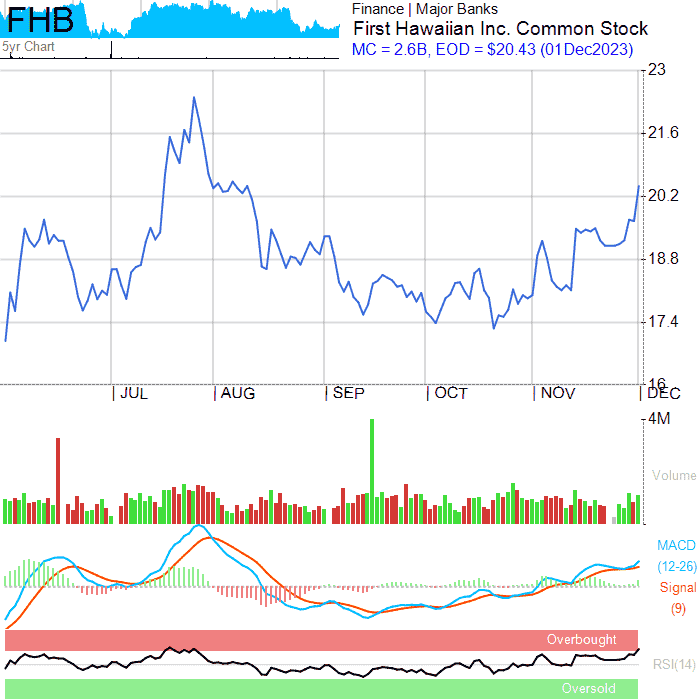 FHB
Finance | Major Banks
First Hawaiian Inc. Common Stock
5yr Chart
MC = 2.6B, EOD = $20.43 (01Dec2023)
23
21.6
20.2
18.8
17.4
16
JUL AUG SEP OCT NOV DEC
4M
Volume
MACD
(12-26)
Signal
(9)
Overbought
RSI(14)
Oversold